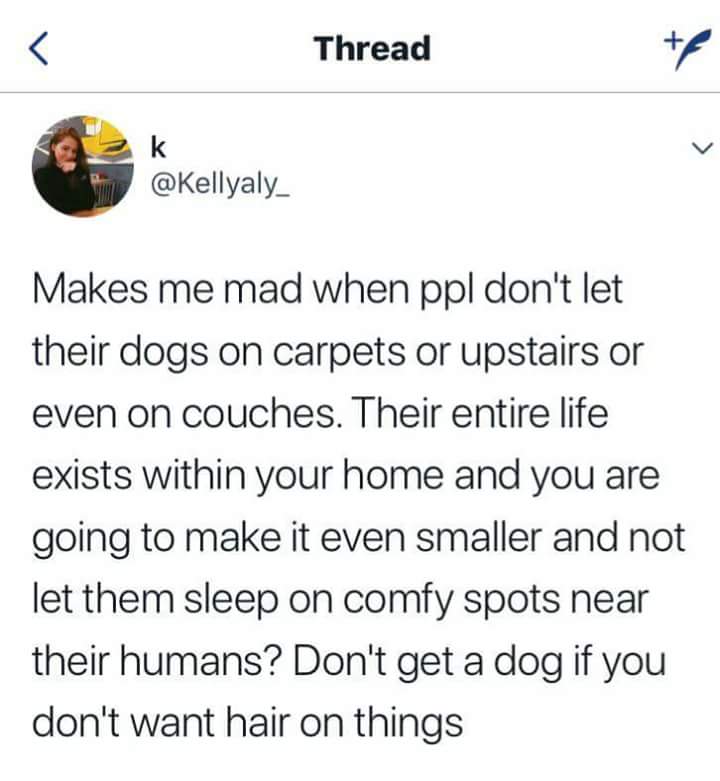 Thread
k
@Kellyaly_
Makes me mad when ppl don't let
their dogs on carpets or upstairs or
even on couches. Their entire life
exists within your home and you are
going to make it even smaller and not
let them sleep on comfy spots near
their humans? Don't get a dog if you
don't want hair on things